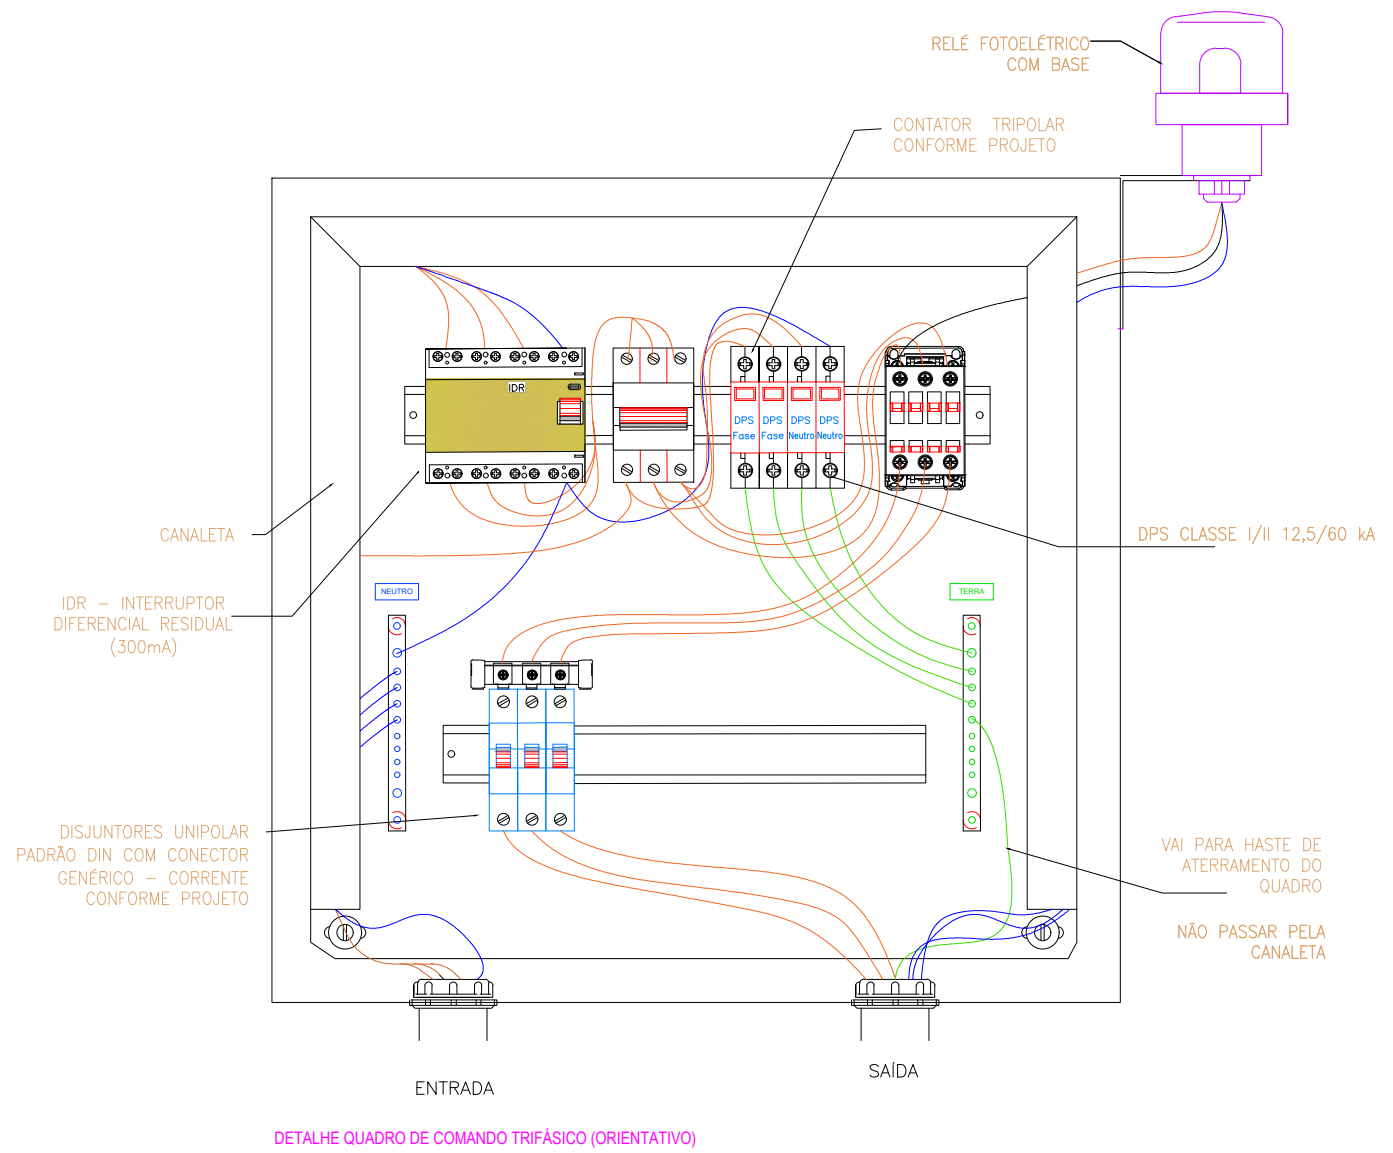 RELÉ FOTOELÉTRICO
COM BASE
CONTATOR TRIPOLAR
CONFORME PROJETO
IDR
DPS
Fase
DPS
Fase
DPS
Neutro
DPS
Neutro
CANALETA
DPS CLASSE I/II 12,5/60 kA
IDR – INTERRUPTOR
DIFERENCIAL RESIDUAL
(300mA)
NEUTRO
TERRA
DISJUNTORES UNIPOLAR
PADRÃO DIN COM CONECTOR
GENÉRICO – CORRENTE
CONFORME PROJETO
VAI PARA HASTE DE
ATERRAMENTO DO
QUADRO
NÃO PASSAR PELA
CANALETA
ENTRADA
SAÍDA
DETALHE QUADRO DE COMANDO TRIFÁSICO (ORIENTATIVO)